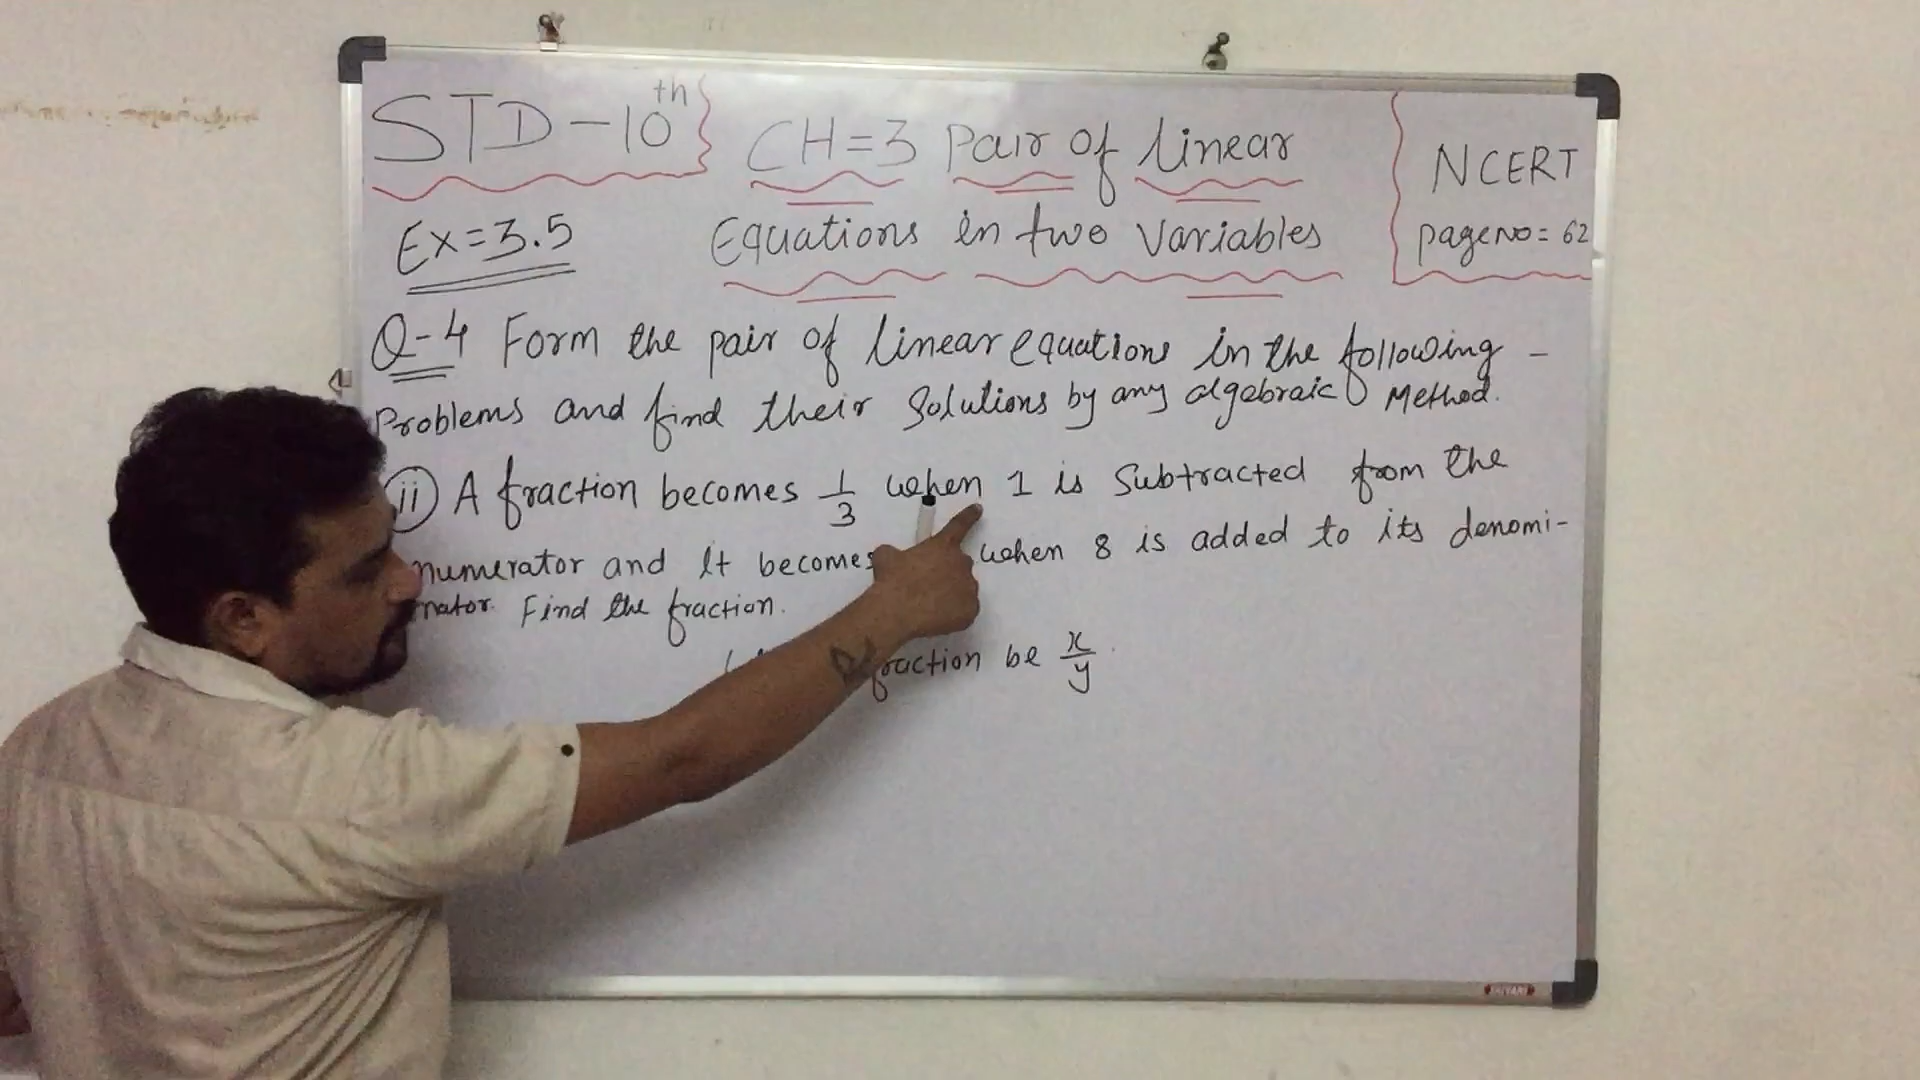 STD-10th
CH=3 Pair of linear
Equations in two Variables
NCERT
page no = 62
Ex=3.5
Q-4 Form the pair of linear equations in the following -
Problems and find their Solutions by any algebraic Method.
(ii) A fraction becomes 1/3 when 1 is Subtracted from the
numerator and it becomes when 8 is added to its denomi-
nator. Find the fraction.
fraction be x/y.